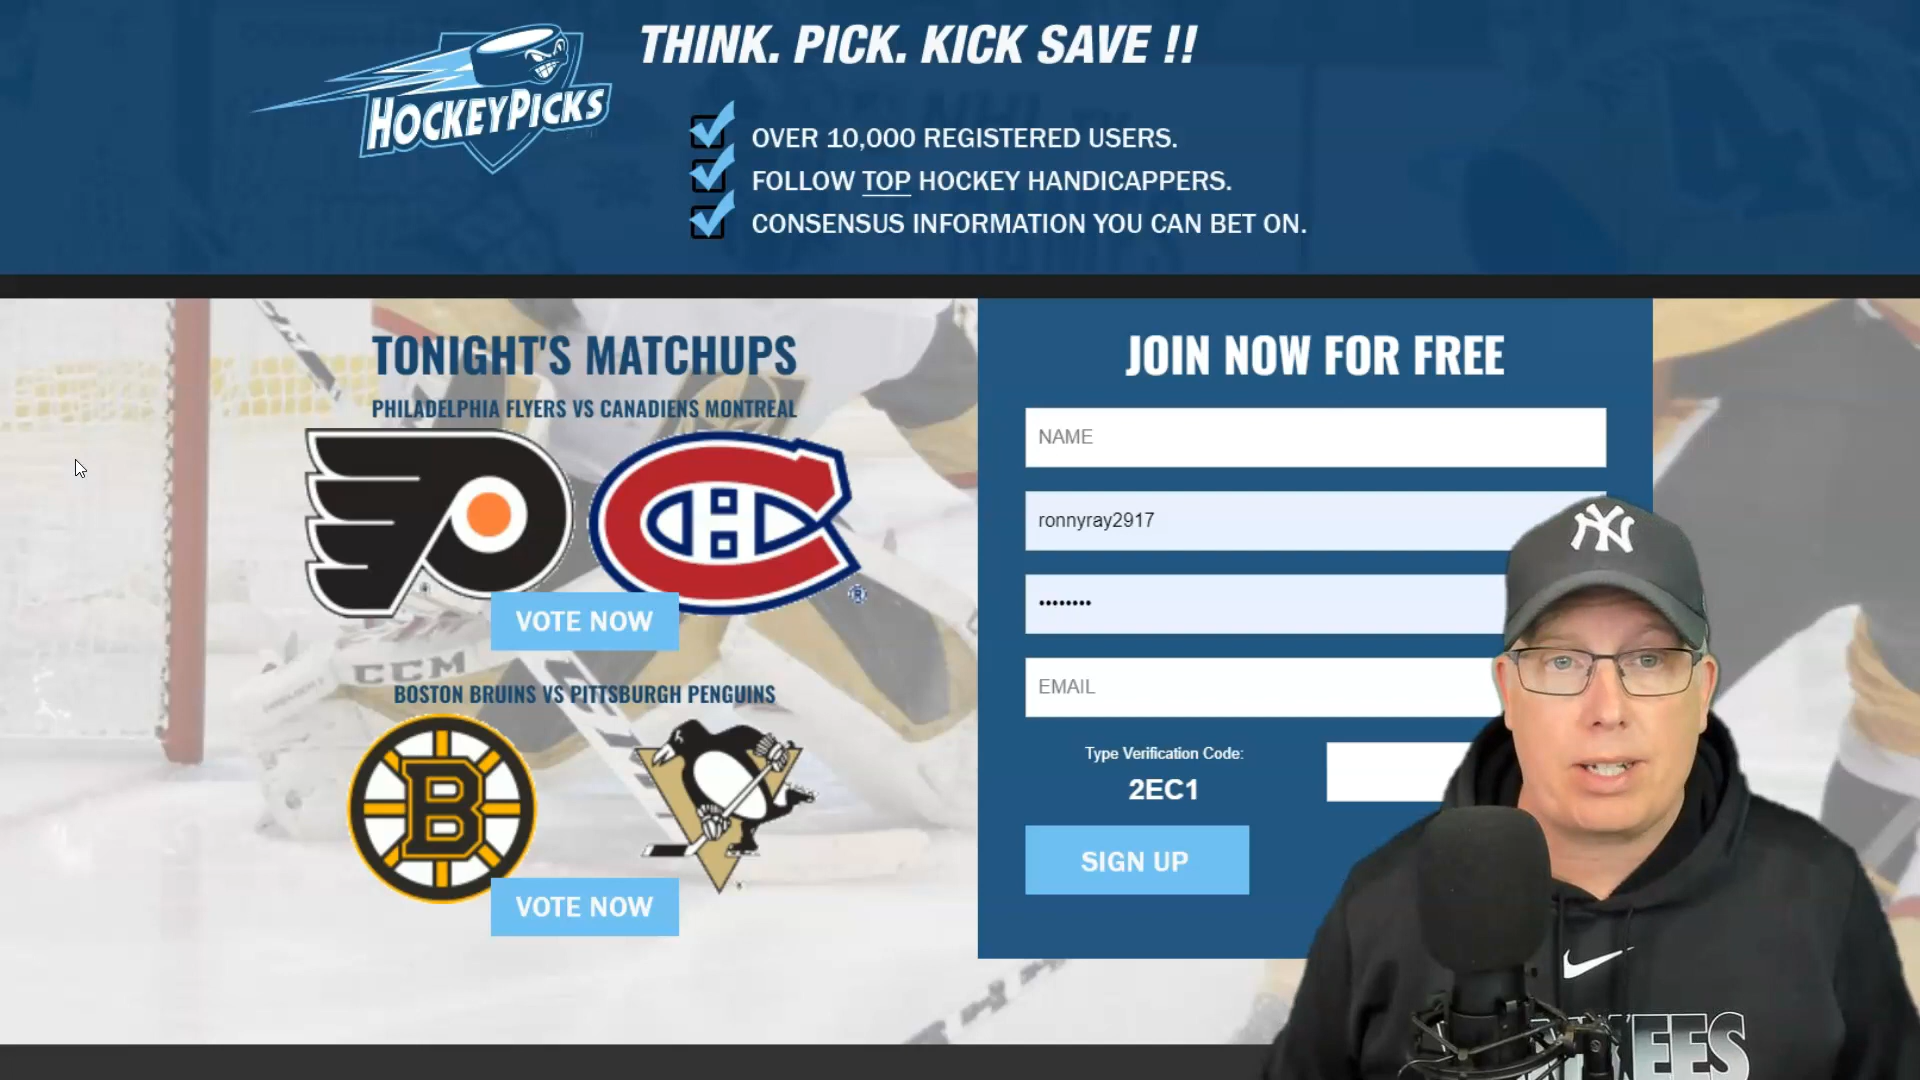 THINK. PICK. KICK SAVE !!
HOCKEYPICKS
OVER 10,000 REGISTERED USERS.
FOLLOW TOP HOCKEY HANDICAPPERS.
CONSENSUS INFORMATION YOU CAN BET ON.
TONIGHT'S MATCHUPS
PHILADELPHIA FLYERS VS CANADIENS MONTREAL
VOTE NOW
CCM
BOSTON BRUINS VS PITTSBURGH PENGUINS
B
VOTE NOW
JOIN NOW FOR FREE
NAME
ronnyray2917
••••••••
EMAIL
Type Verification Code:
2EC1
SIGN UP
NY